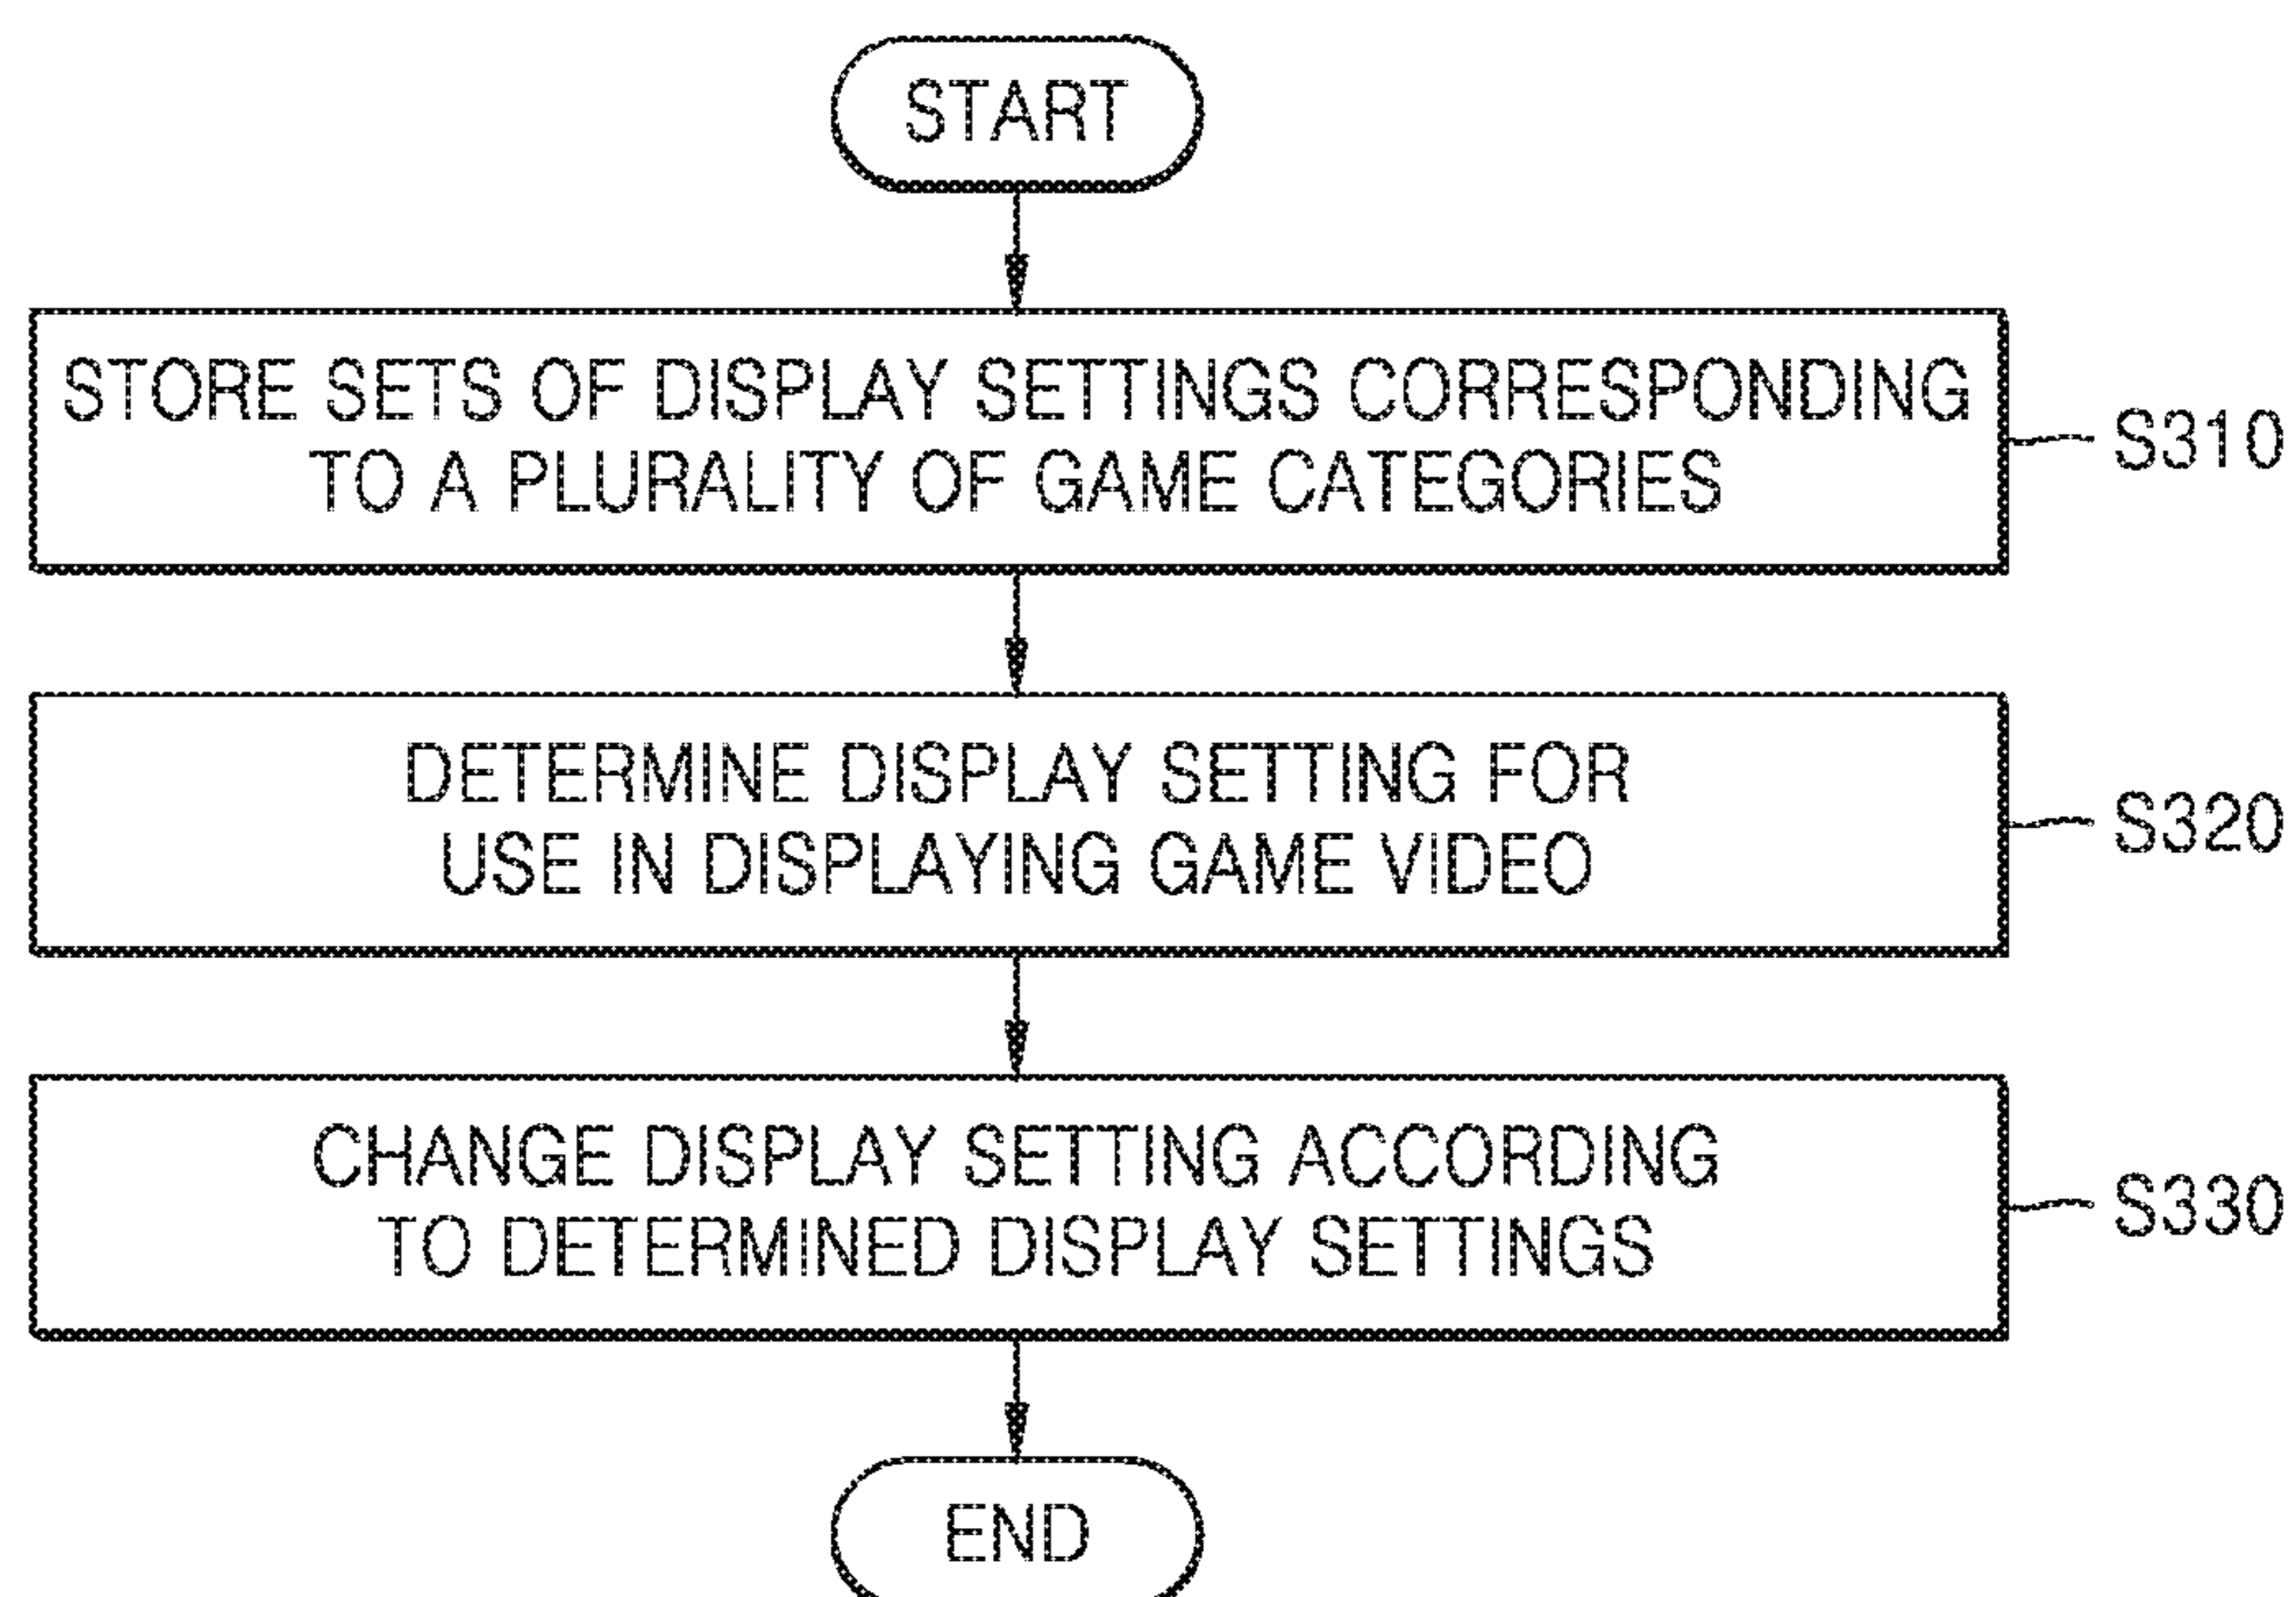 START
STORE SETS OF DISPLAY SETTINGS CORRESPONDING
TO A PLURALITY OF GAME CATEGORIES
S310
DETERMINE DISPLAY SETTING FOR
USE IN DISPLAYING GAME VIDEO
S320
CHANGE DISPLAY SETTING ACCORDING
TO DETERMINED DISPLAY SETTINGS
S330
END